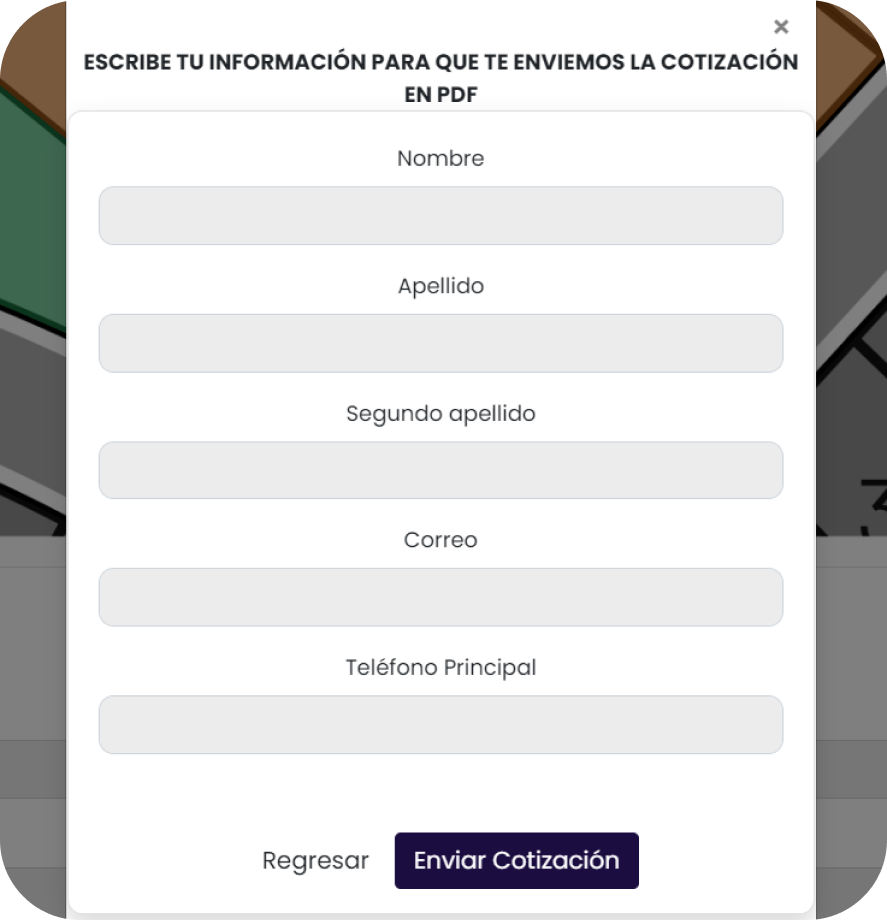 ×
ESCRIBE TU INFORMACIÓN PARA QUE TE ENVIEMOS LA COTIZACIÓN
EN PDF
Nombre
Apellido
Segundo apellido
Correo
Teléfono Principal
Regresar
Enviar Cotización